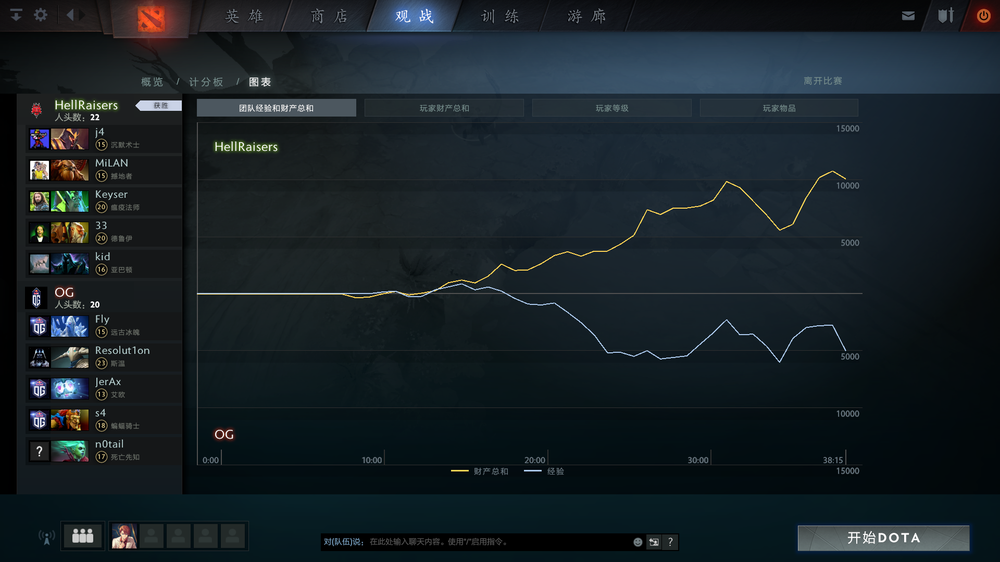 英雄
商店
观战
训练
游廊
概览 / 计分板 / 图表
离开比赛
HellRaisers
获胜
人头数：22
j4
15 沉默术士
MiLAN
15 撼地者
Keyser
20 瘟疫法师
33
20 德鲁伊
kid
16 亚巴顿
OG
人头数：20
Fly
15 远古冰魄
Resolut1on
23 斯温
JerAx
13 艾欧
s4
18 蝙蝠骑士
? n0tail
17 死亡先知
团队经验和财产总和
玩家财产总和
玩家等级
玩家物品
15000
HellRaisers
10000
5000
5000
10000
OG
0:00
10:00
20:00
30:00
38:15
15000
财产总和
经验
对(队伍)说：
在此处输入聊天内容。使用"/"启用指令。
?
开始DOTA